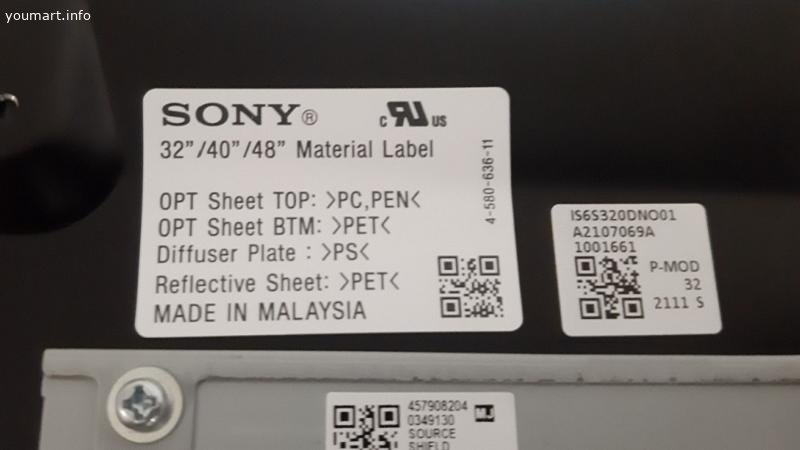 youmart.info
SONY®
c RU US
32"/40"/48" Material Label
4-580-636-11
OPT Sheet TOP: >PC,PEN<
OPT Sheet BTM: >PET<
Diffuser Plate : >PS<
Reflective Sheet: >PET<
MADE IN MALAYSIA
IS6S320DNO01
A2107069A
1001661
P-MOD
32
2111 S
457908204
0349130
MJ
SOURCE
SHIELD